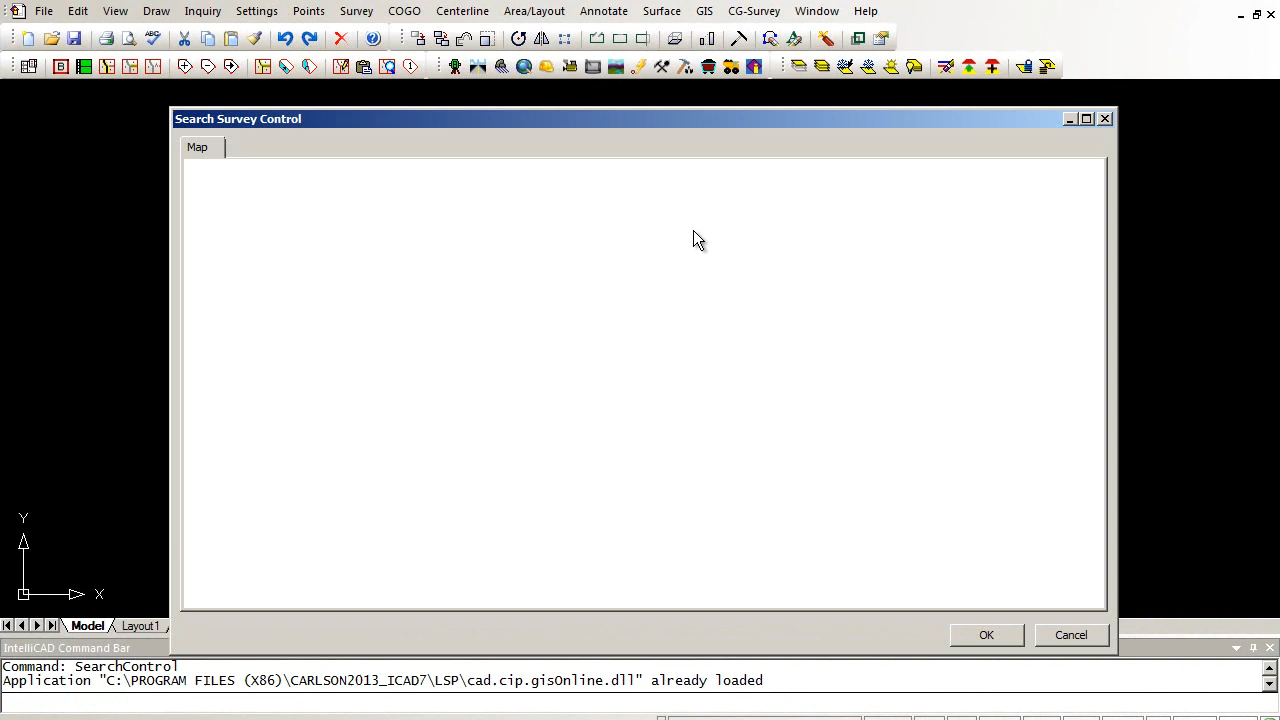 File Edit View Draw Inquiry Settings Points Survey COGO Centerline Area/Layout Annotate Surface GIS CG-Survey Window Help
ABC
B
1
Search Survey Control
Map
Y
X
OK Cancel
Model Layout1
IntelliCAD Command Bar
Command: SearchControl
Application "C:\PROGRAM FILES (X86)\CARLSON2013_ICAD7\LSP\cad.cip.gisOnline.dll" already loaded